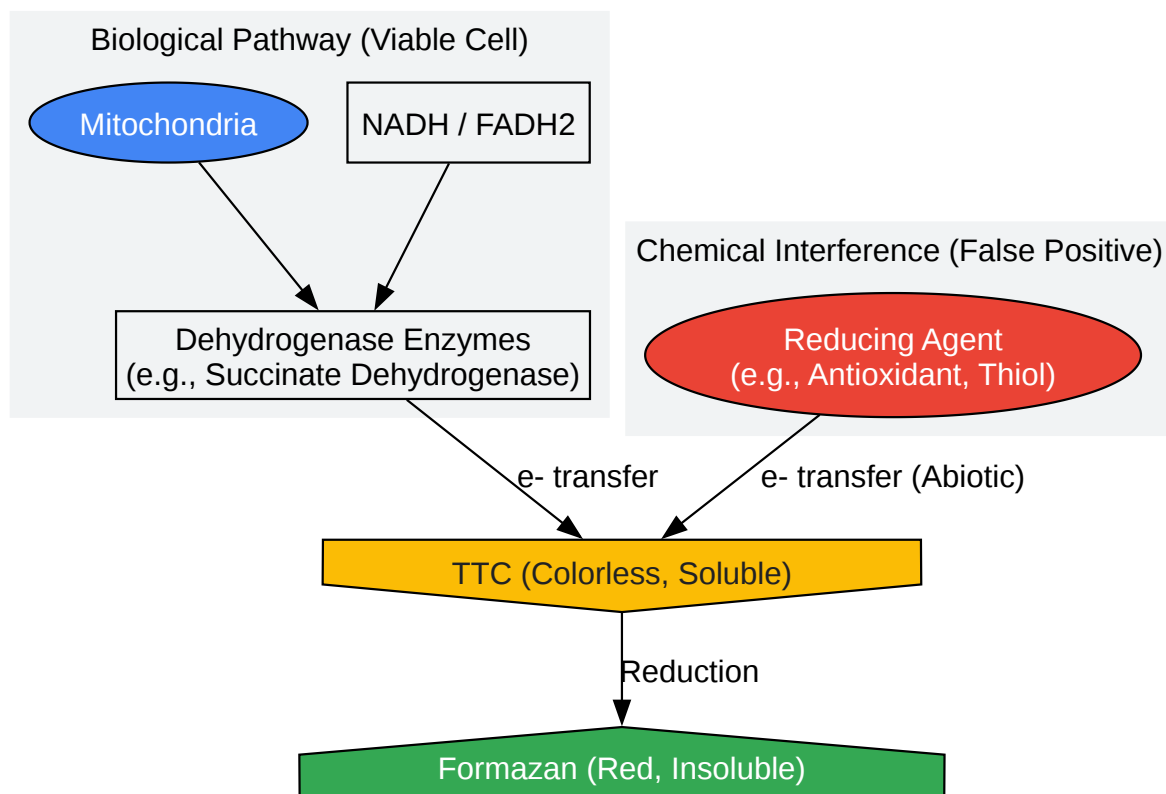 Biological Pathway (Viable Cell)
Mitochondria
NADH / FADH2
Chemical Interference (False Positive)
Dehydrogenase Enzymes
(e.g., Succinate Dehydrogenase)
Reducing Agent
(e.g., Antioxidant, Thiol)
e- transfer
e- transfer (Abiotic)
TTC (Colorless, Soluble)
Reduction
Formazan (Red, Insoluble)